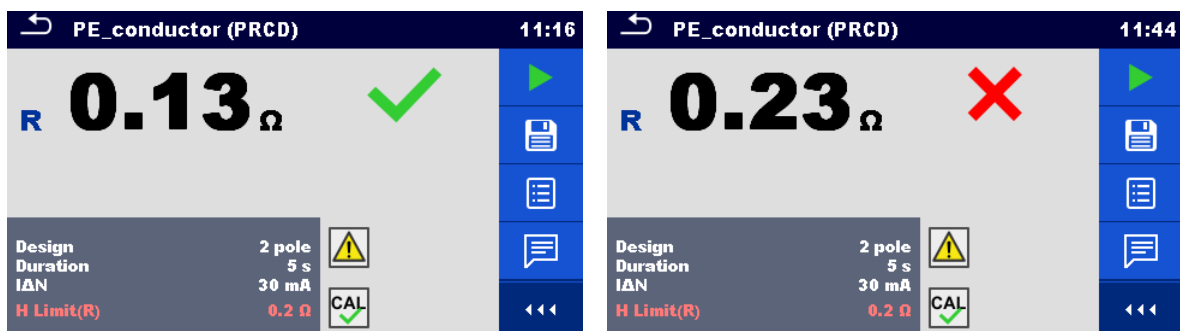 PE_conductor (PRCD) 11:16
R 0.13 Ω
Design 2 pole
Duration 5 s
IΔN 30 mA
H Limit(R) 0.2 Ω
CAL
PE_conductor (PRCD) 11:44
R 0.23 Ω
Design 2 pole
Duration 5 s
IΔN 30 mA
H Limit(R) 0.2 Ω
CAL